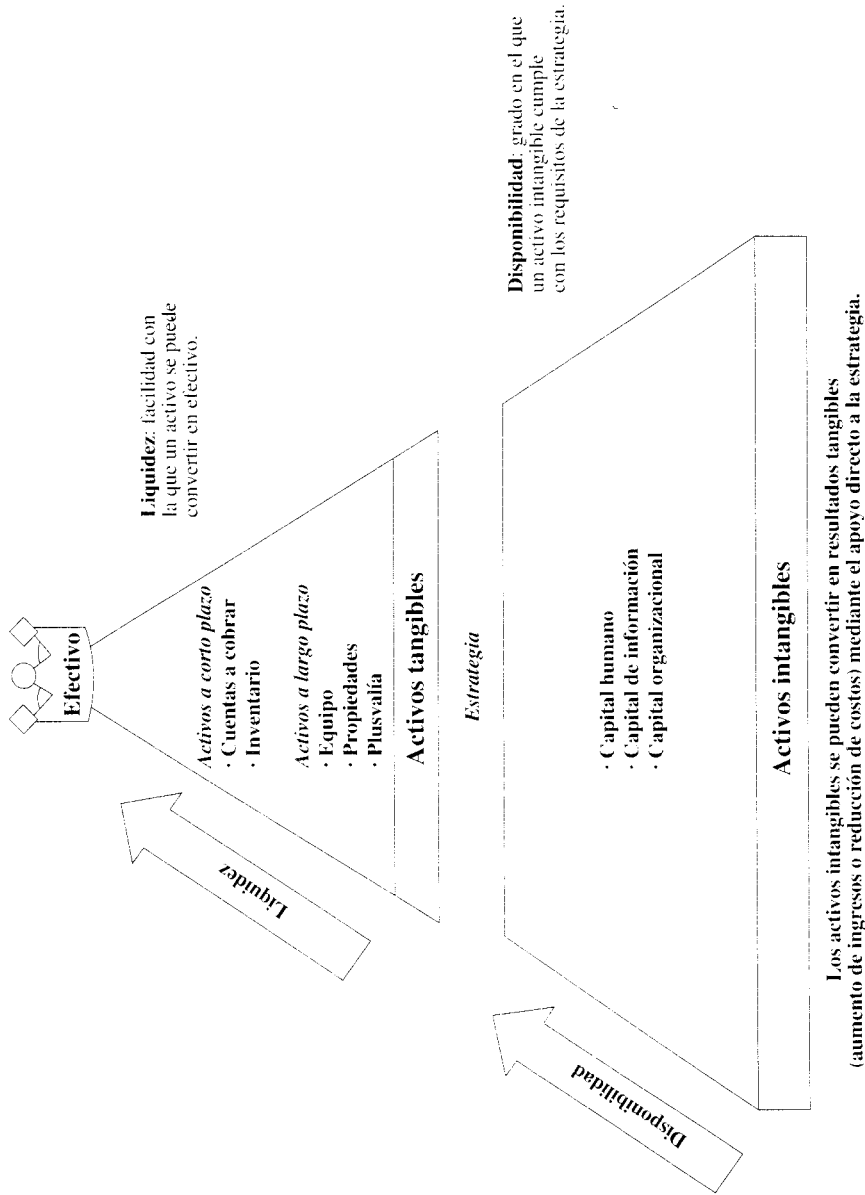 Efectivo
Liquidez: facilidad con
la que un activo se puede
convertir en efectivo.
Liquidez
Activos a corto plazo
· Cuentas a cobrar
· Inventario
Activos a largo plazo
· Equipo
· Propiedades
· Plusvalía
Activos tangibles
Estrategia
Disponibilidad: grado en el que
un activo intangible cumple
con los requisitos de la estrategia.
Disponibilidad
· Capital humano
· Capital de información
· Capital organizacional
Activos intangibles
Los activos intangibles se pueden convertir en resultados tangibles
(aumento de ingresos o reducción de costos) mediante el apoyo directo a la estrategia.